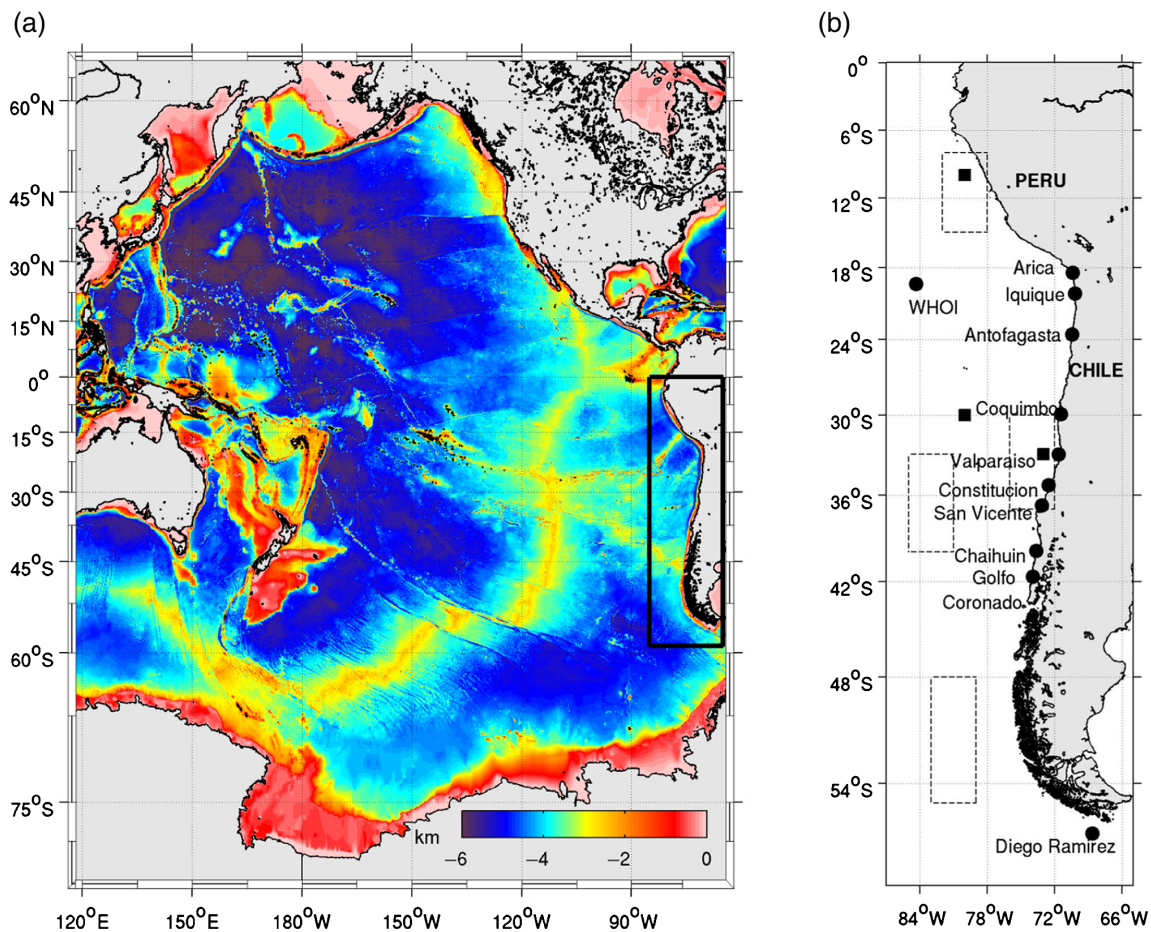 (a)
60°N
45°N
30°N
15°N
0°
15°S
30°S
45°S
60°S
75°S
120°E
150°E
180°W
150°W
120°W
90°W
km
−6
−4
−2
0
(b)
0°
6°S
12°S
18°S
24°S
30°S
36°S
42°S
48°S
54°S
84°W
78°W
72°W
66°W
PERU
Arica
WHOI
Iquique
Antofagasta
CHILE
Coquimbo
Valparaiso
Constitucion
San Vicente
Chaihuin
Golfo
Coronado
Diego Ramirez